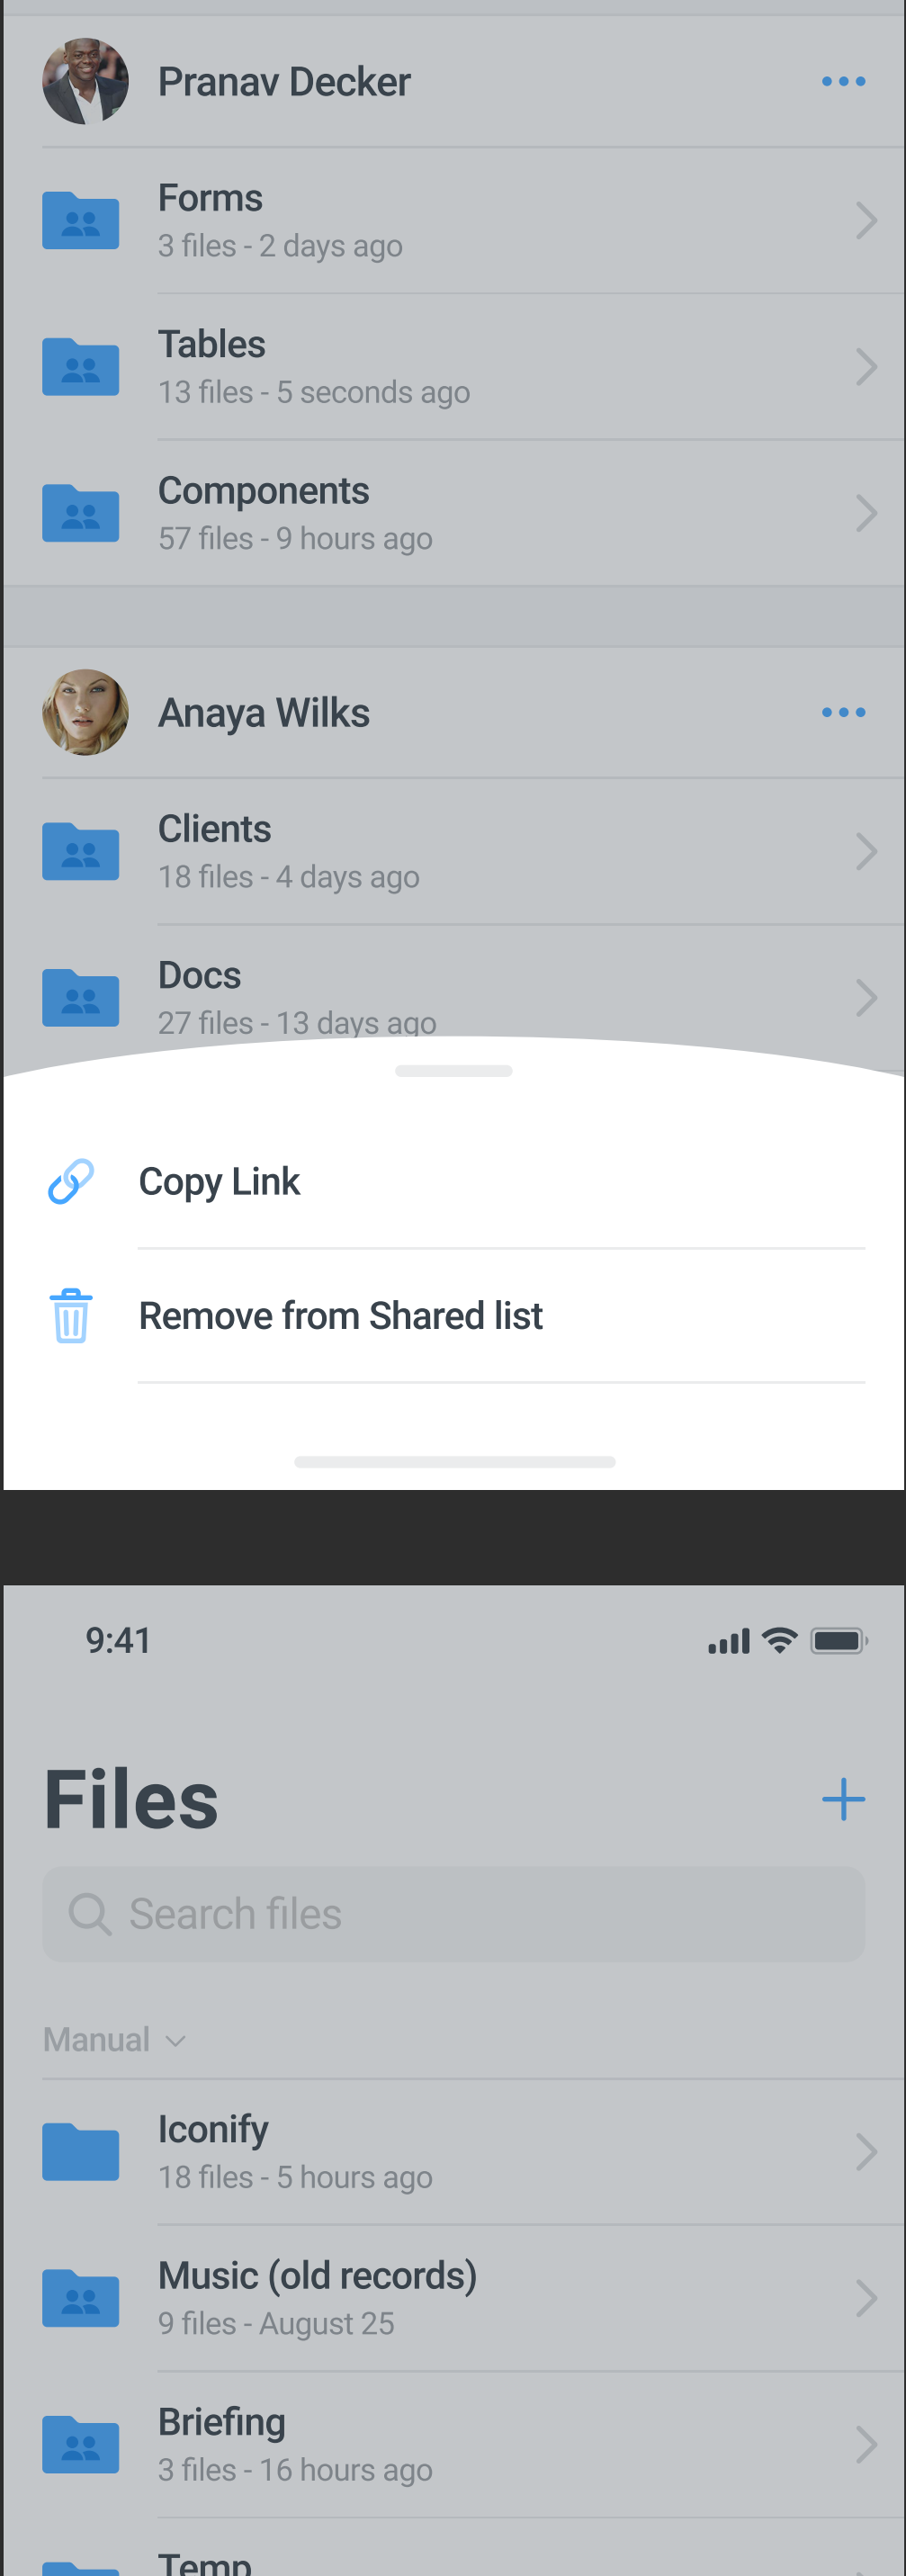 Pranav Decker
Forms
3 files - 2 days ago
Tables
13 files - 5 seconds ago
Components
57 files - 9 hours ago
Anaya Wilks
Clients
18 files - 4 days ago
Docs
27 files - 13 days ago
Copy Link
Remove from Shared list
9:41
Files
Search files
Manual
Iconify
18 files - 5 hours ago
Music (old records)
9 files - August 25
Briefing
3 files - 16 hours ago
Temp